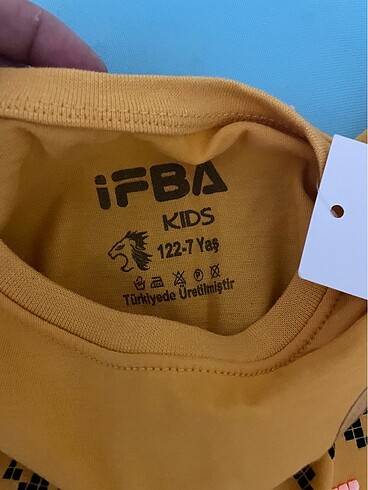 iFBA
KIDS
122-7 Yaş
Türkiyede Üretilmiştir